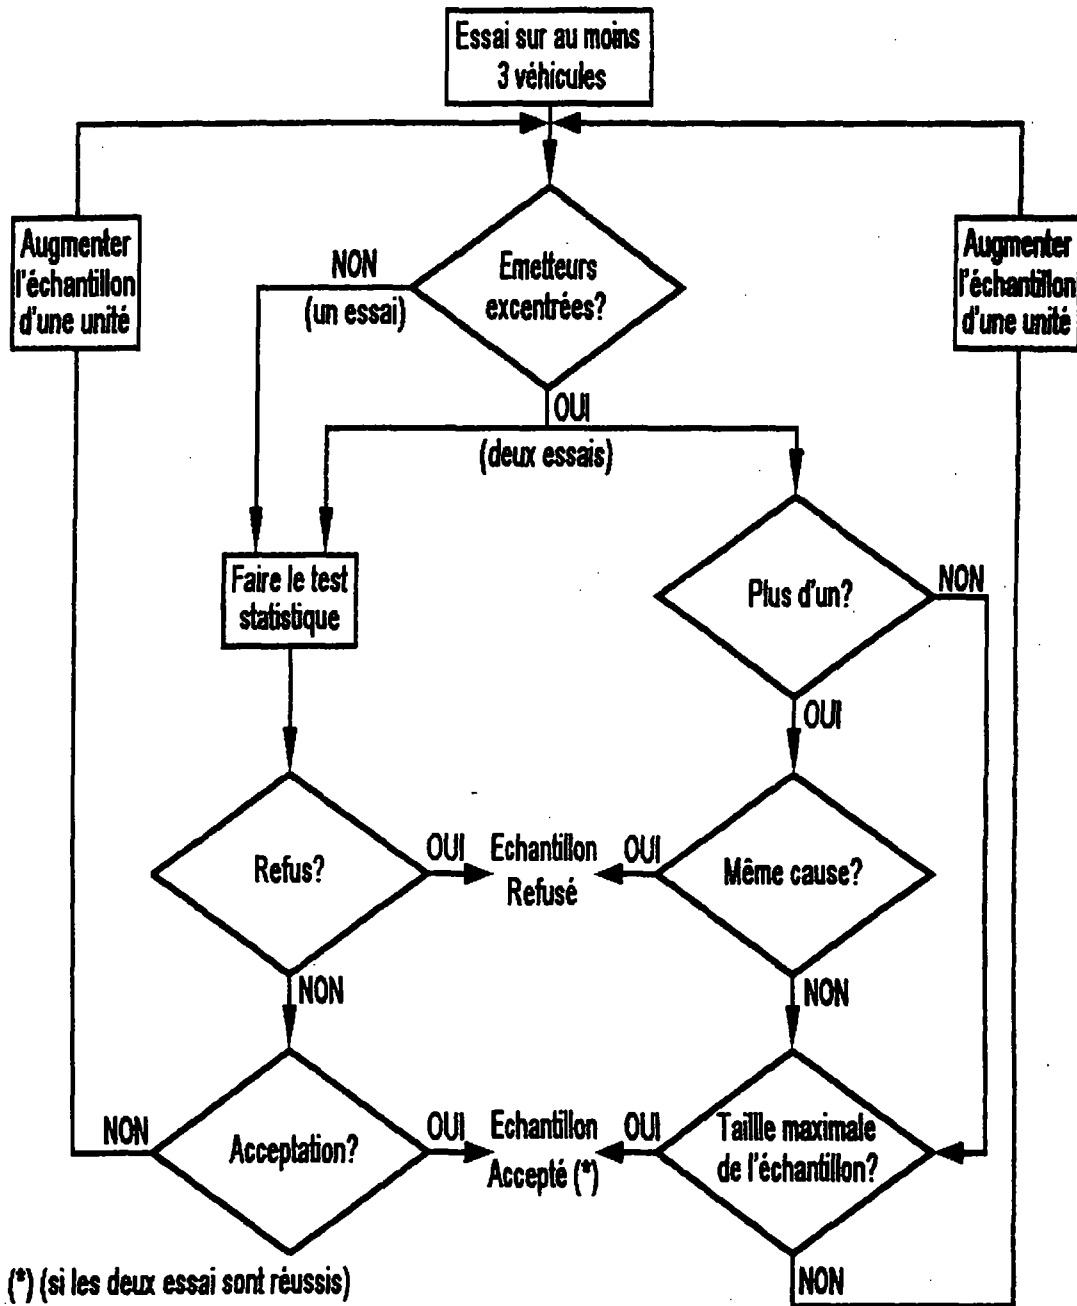 Essai sur au moins
3 véhicules
Augmenter
l'échantillon
d'une unité
Augmenter
l'échantillon
d'une unité
Emetteurs
excentrées?
NON
(un essai)
OUI
(deux essais)
Faire le test
statistique
Plus d'un?
NON
OUI
Refus?
OUI
Echantillon
Refusé
OUI
Même cause?
NON
NON
NON
Acceptation?
OUI
Echantillon
Accepté (*)
OUI
Taillle maximale
de l'échantillon?
NON
(*) (si les deux essai sont réussis)